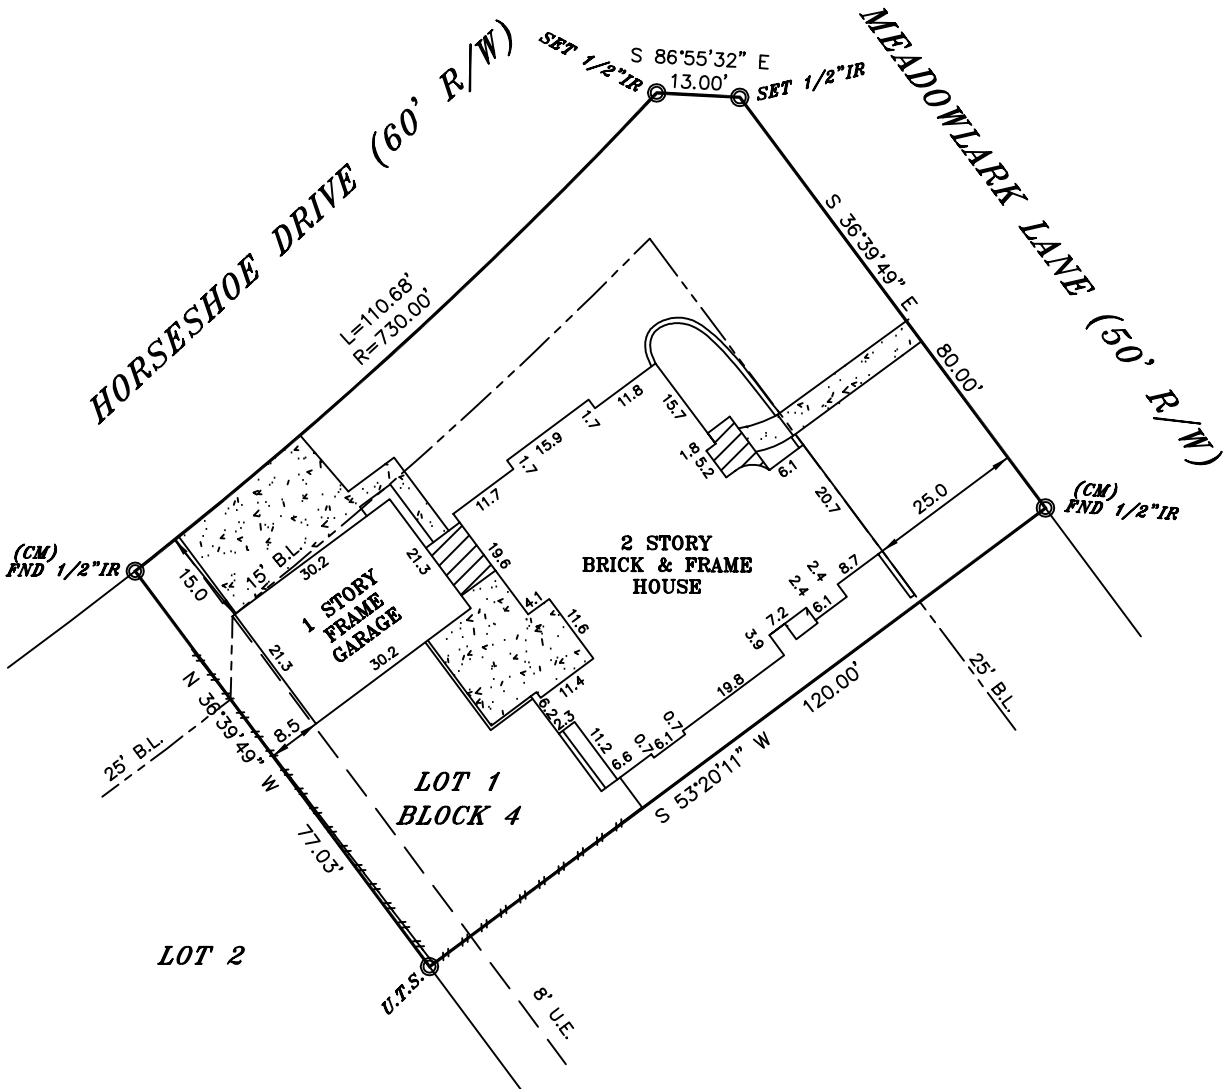 HORSESHOE DRIVE (60' R/W)
SET 1/2"IR
S 86°55'32" E
13.00'
SET 1/2"IR
MEADOWLARK LANE (50' R/W)
S 36°39'49" E
80.00'
L=110.68'
R=730.00'
(CM)
FND 1/2"IR
15.0
15' B.L.
30.2
21.3
1 STORY
FRAME
GARAGE
21.3
30.2
8.5
11.7
1.7
15.9
1.7
11.8
15.7
1.8
5.2
6.1
20.7
25.0
(CM)
FND 1/2"IR
2 STORY
BRICK & FRAME
HOUSE
19.6
4.1
11.6
11.4
6.2
2.3
11.2
6.6
0.7
6.1
0.7
19.8
3.9
7.2
2.4
2.4
6.1
8.7
25' B.L.
120.00'
S 53°20'11" W
N 36°39'49" W
77.03'
25' B.L.
LOT 1
BLOCK 4
LOT 2
U.T.S.
8' U.E.